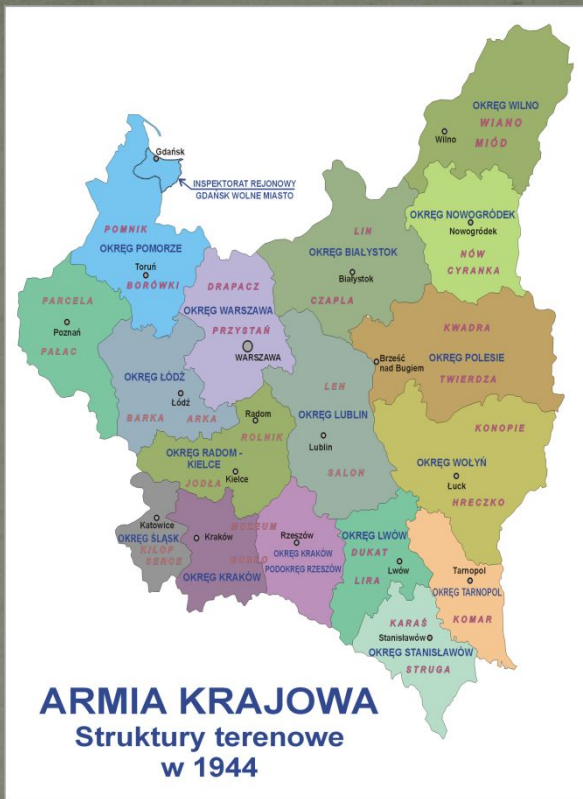 OKRĘG WILNO
WIANO
Wilno
MIÓD
Gdańsk
INSPEKTORAT REJONOWY
GDAŃSK WOLNE MIASTO
OKRĘG NOWOGRÓDEK
Nowogródek
NÓW
CYRANKA
POMNIK
OKRĘG POMORZE
Toruń
BORÓWKI
LIN
OKRĘG BIAŁYSTOK
Białystok
CZAPLA
DRAPACZ
OKRĘG WARSZAWA
PRZYSTAŃ
WARSZAWA
PARCELA
Poznań
PAŁAC
KWADRA
Brześć
nad Bugiem
OKRĘG POLESIE
TWIERDZA
OKRĘG ŁÓDŹ
Łódź
BARKA ARKA
LEN
OKRĘG LUBLIN
Lublin
SALON
Radom
ROLNIK
OKRĘG RADOM -
KIELCE
JODŁA Kielce
KONOPIE
OKRĘG WOŁYŃ
Łuck
HRECZKO
Katowice
OKRĘG ŚLĄSK
KILOF
SERCE
MUZEUM
Kraków
OKRĘG KRAKÓW
Rzeszów
OKRĘG KRAKÓW
PODOKRĘG RZESZÓW
OKRĘG LWÓW
DUKAT
Lwów
LIRA
Tarnopol
OKRĘG TARNOPOL
KOMAR
KARAŚ
Stanisławów
OKRĘG STANISŁAWÓW
STRUGA
ARMIA KRAJOWA
Struktury terenowe
w 1944